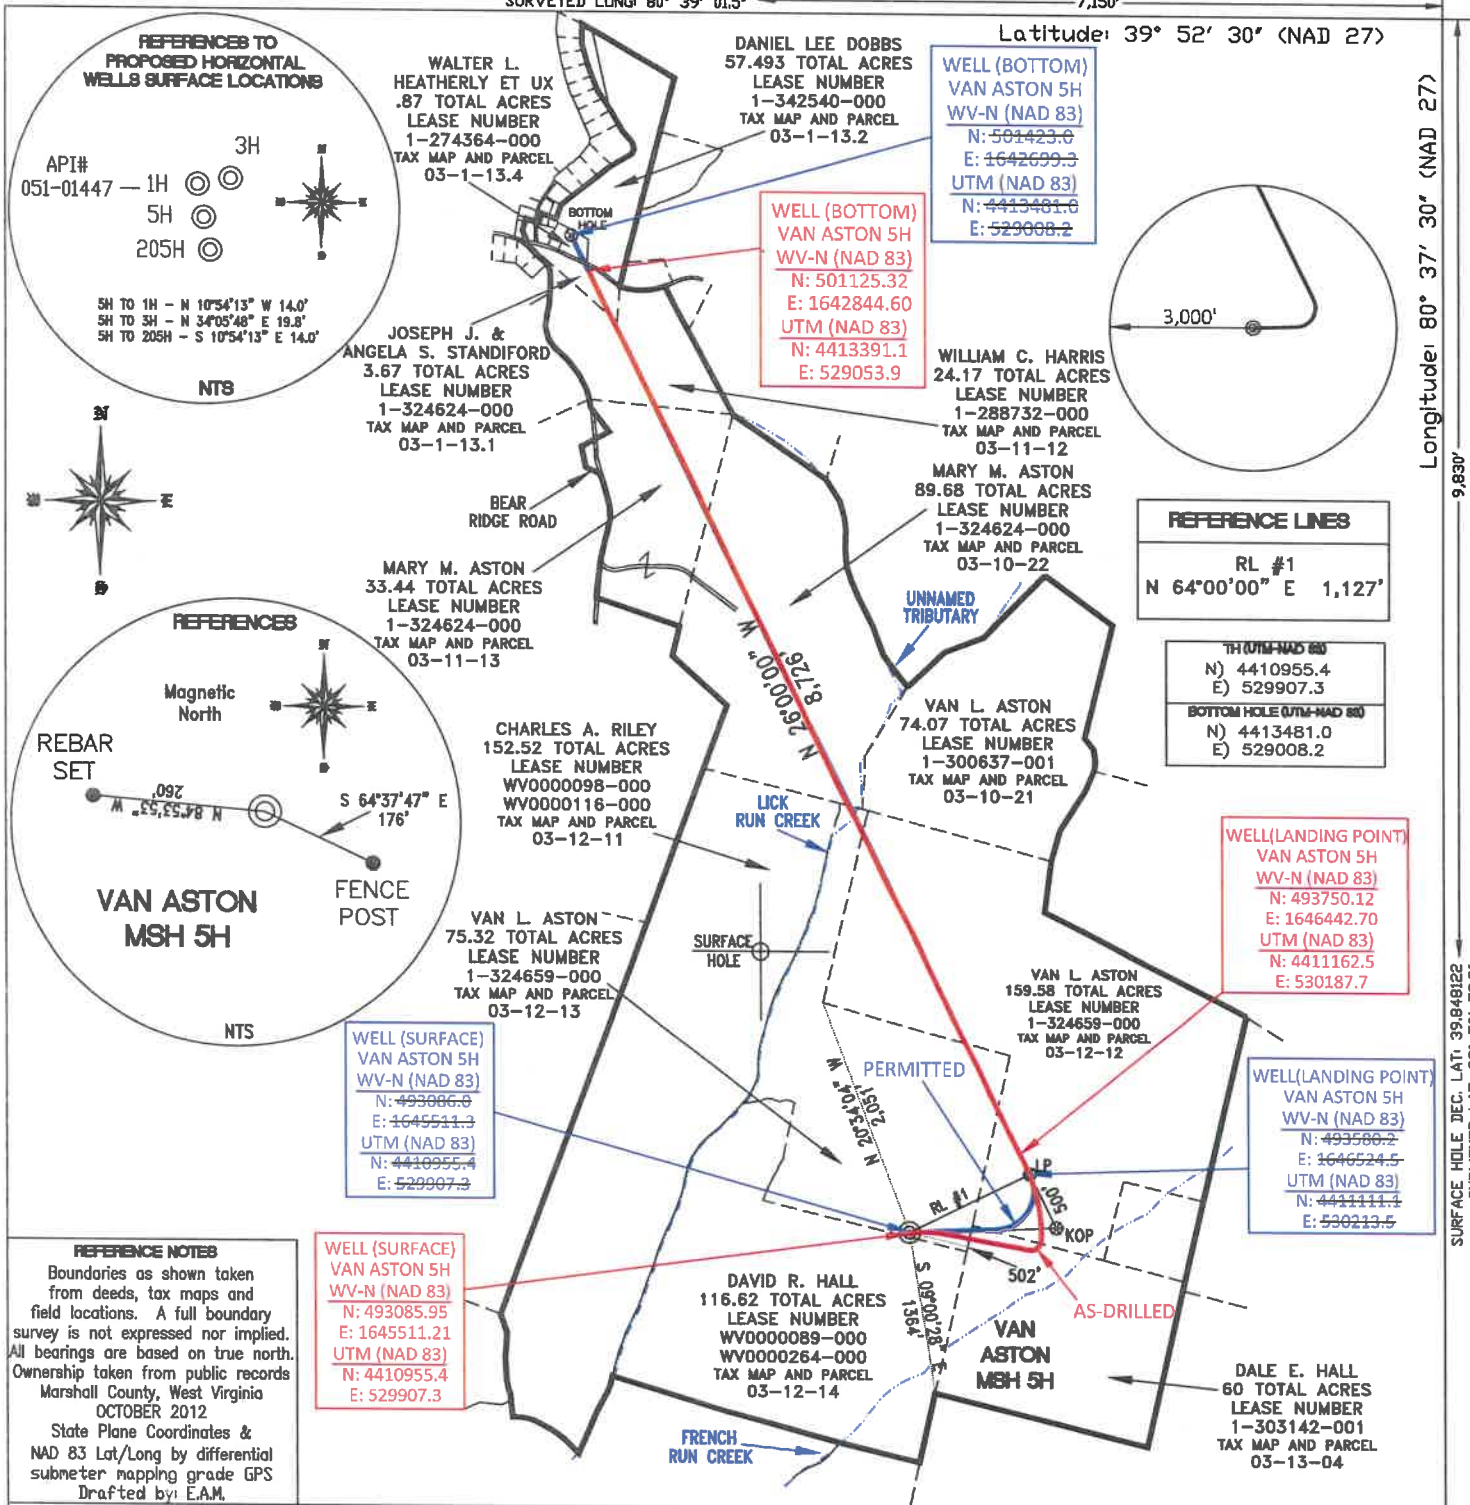 SURVEYED LONG: 80° 39' 01.5"
7,150'
Latitude: 39° 52' 30" (NAD 27)
Longitude: 80° 37' 30" (NAD 27)
9,830'
SURFACE HOLE DEC. LAT: 39.848122
REFERENCES TO
PROPOSED HORIZONTAL
WELLS SURFACE LOCATIONS
3H
API#
051-01447
1H
5H
205H
5H TO 1H - N 10°54'13" W 14.0'
5H TO 3H - N 34°05'48" E 19.8'
5H TO 205H - S 10°54'13" E 14.0'
NTS
WALTER L.
HEATHERLY ET UX
.87 TOTAL ACRES
LEASE NUMBER
1-274364-000
TAX MAP AND PARCEL
03-1-13.4
DANIEL LEE DOBBS
57.493 TOTAL ACRES
LEASE NUMBER
1-342540-000
TAX MAP AND PARCEL
03-1-13.2
WELL (BOTTOM)
VAN ASTON 5H
WV-N (NAD 83)
N: 501423.0
E: 1642699.3
UTM (NAD 83)
N: 4413481.0
E: 529008.2
BOTTOM
HOLE
WELL (BOTTOM)
VAN ASTON 5H
WV-N (NAD 83)
N: 501125.32
E: 1642844.60
UTM (NAD 83)
N: 4413391.1
E: 529053.9
3,000'
JOSEPH J. &
ANGELA S. STANDIFORD
3.67 TOTAL ACRES
LEASE NUMBER
1-324624-000
TAX MAP AND PARCEL
03-1-13.1
WILLIAM C. HARRIS
24.17 TOTAL ACRES
LEASE NUMBER
1-288732-000
TAX MAP AND PARCEL
03-11-12
N
E
S
BEAR
RIDGE ROAD
MARY M. ASTON
89.68 TOTAL ACRES
LEASE NUMBER
1-324624-000
TAX MAP AND PARCEL
03-10-22
REFERENCE LINES
RL #1
N 64°00'00" E 1,127'
MARY M. ASTON
33.44 TOTAL ACRES
LEASE NUMBER
1-324624-000
TAX MAP AND PARCEL
03-11-13
UNNAMED
TRIBUTARY
N 26°00'00" W
8,726'
TH (UTM-NAD 83)
N) 4410955.4
E) 529907.3
BOTTOM HOLE (UTM-NAD 83)
N) 4413481.0
E) 529008.2
REFERENCES
Magnetic
North
REBAR
SET
N 84°53'53" W
260'
S 64°37'47" E
176'
FENCE
POST
VAN ASTON
MSH 5H
NTS
CHARLES A. RILEY
152.52 TOTAL ACRES
LEASE NUMBER
WV0000098-000
WV0000116-000
TAX MAP AND PARCEL
03-12-11
LICK
RUN CREEK
VAN L. ASTON
74.07 TOTAL ACRES
LEASE NUMBER
1-300637-001
TAX MAP AND PARCEL
03-10-21
WELL(LANDING POINT)
VAN ASTON 5H
WV-N (NAD 83)
N: 493750.12
E: 1646442.70
UTM (NAD 83)
N: 4411162.5
E: 530187.7
VAN L. ASTON
75.32 TOTAL ACRES
LEASE NUMBER
1-324659-000
TAX MAP AND PARCEL
03-12-13
SURFACE
HOLE
VAN L. ASTON
159.58 TOTAL ACRES
LEASE NUMBER
1-324659-000
TAX MAP AND PARCEL
03-12-12
WELL (SURFACE)
VAN ASTON 5H
WV-N (NAD 83)
N: 493086.0
E: 1645511.3
UTM (NAD 83)
N: 4410955.4
E: 529907.3
PERMITTED
N 20°34'04" W
2,051'
WELL(LANDING POINT)
VAN ASTON 5H
WV-N (NAD 83)
N: 493580.2
E: 1646524.5
UTM (NAD 83)
N: 4411111.1
E: 530213.5
LP
RL #1
500'
KOP
502'
AS-DRILLED
S 09°00'28"
1364'
WELL (SURFACE)
VAN ASTON 5H
WV-N (NAD 83)
N: 493085.95
E: 1645511.21
UTM (NAD 83)
N: 4410955.4
E: 529907.3
REFERENCE NOTES
Boundaries as shown taken
from deeds, tax maps and
field locations. A full boundary
survey is not expressed nor implied.
All bearings are based on true north.
Ownership taken from public records
Marshall County, West Virginia
OCTOBER 2012
State Plane Coordinates &
NAD 83 Lat/Long by differential
submeter mapping grade GPS
Drafted by: E.A.M.
DAVID R. HALL
116.62 TOTAL ACRES
LEASE NUMBER
WV0000089-000
WV0000264-000
TAX MAP AND PARCEL
03-12-14
VAN
ASTON
MSH 5H
DALE E. HALL
60 TOTAL ACRES
LEASE NUMBER
1-303142-001
TAX MAP AND PARCEL
03-13-04
FRENCH
RUN CREEK